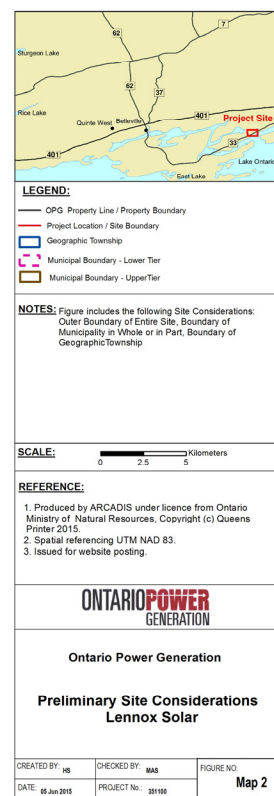 7
62
Sturgeon Lake
62
37
Rice Lake
Quinte West
Belleville
401
Project Site
33
401
Lake Ontario
East Lake
LEGEND:
OPG Property Line / Property Boundary
Project Location / Site Boundary
Geographic Township
Municipal Boundary - Lower Tier
Municipal Boundary - UpperTier
NOTES: Figure includes the following Site Considerations:
Outer Boundary of Entire Site, Boundary of
Municipality in Whole or in Part, Boundary of
GeographicTownship
SCALE:
Kilometers
0 2.5 5
REFERENCE:
1. Produced by ARCADIS under licence from Ontario
Ministry of Natural Resources, Copyright (c) Queens
Printer 2015.
2. Spatial referencing UTM NAD 83.
3. Issued for website posting.
ONTARIOPOWER
GENERATION
Ontario Power Generation
Preliminary Site Considerations
Lennox Solar
CREATED BY: HS
CHECKED BY: MAS
FIGURE NO:
Map 2
DATE: 05 Jun 2015
PROJECT No.: 351100